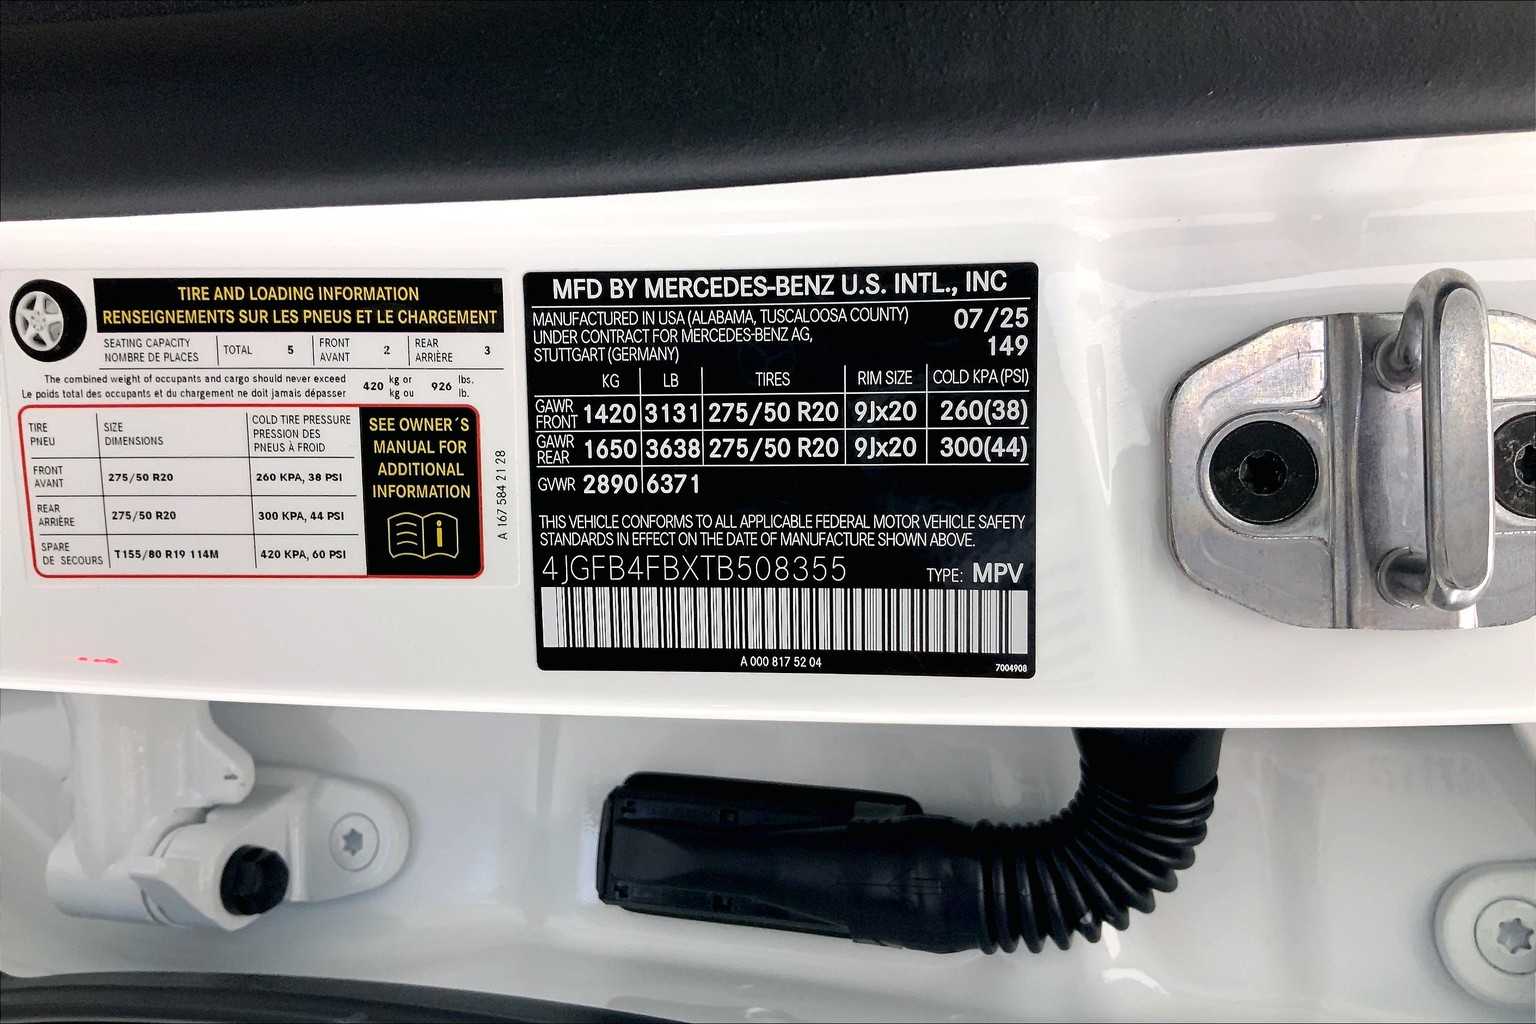 TIRE AND LOADING INFORMATION
RENSEIGNEMENTS SUR LES PNEUS ET LE CHARGEMENT
SEATING CAPACITY
NOMBRE DE PLACES
TOTAL 5
FRONT
AVANT 2
REAR
ARRIÈRE 3
The combined weight of occupants and cargo should never exceed
Le poids total des occupants et du chargement ne doit jamais dépasser
420 kg or
kg ou
926 lbs.
lb.
TIRE
PNEU
SIZE
DIMENSIONS
COLD TIRE PRESSURE
PRESSION DES
PNEUS À FROID
FRONT
AVANT
275/50 R20
260 KPA, 38 PSI
REAR
ARRIÈRE
275/50 R20
300 KPA, 44 PSI
SPARE
DE SECOURS
T155/80 R19 114M
420 KPA, 60 PSI
SEE OWNER´S
MANUAL FOR
ADDITIONAL
INFORMATION
i
A 167 584 21 28
MFD BY MERCEDES-BENZ U.S. INTL., INC
MANUFACTURED IN USA (ALABAMA, TUSCALOOSA COUNTY)
UNDER CONTRACT FOR MERCEDES-BENZ AG,
STUTTGART (GERMANY)
07/25
149
KG LB TIRES RIM SIZE COLD KPA (PSI)
GAWR
FRONT 1420 3131 275/50 R20 9Jx20 260(38)
GAWR
REAR 1650 3638 275/50 R20 9Jx20 300(44)
GVWR 2890 6371
THIS VEHICLE CONFORMS TO ALL APPLICABLE FEDERAL MOTOR VEHICLE SAFETY
STANDARDS IN EFFECT ON THE DATE OF MANUFACTURE SHOWN ABOVE.
4JGFB4FBXTB508355 TYPE: MPV
A 000 817 52 04
7004908